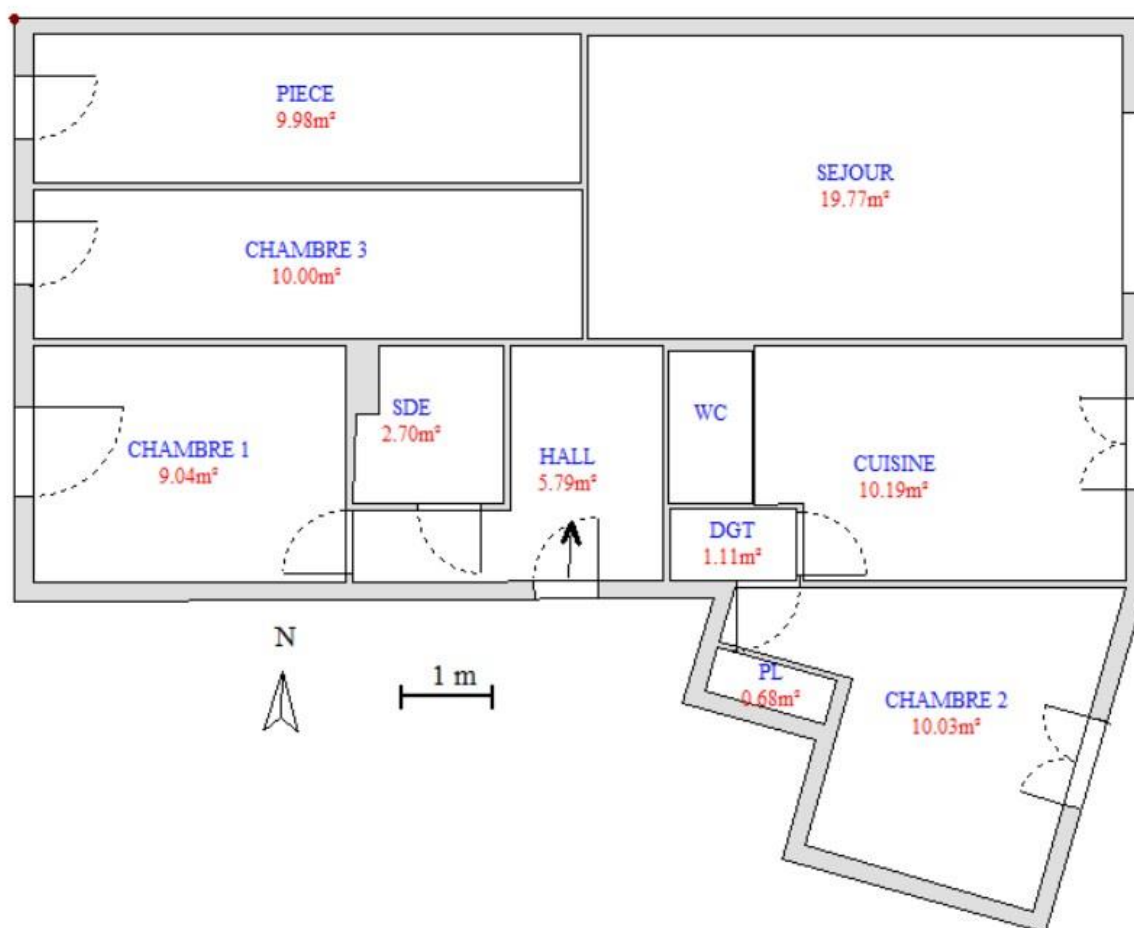 PIECE
9.98m²
SEJOUR
19.77m²
CHAMBRE 3
10.00m²
SDE
2.70m²
WC
CHAMBRE 1
9.04m²
HALL
5.79m²
CUISINE
10.19m²
DGT
1.11m²
N
1 m
PL
0.68m²
CHAMBRE 2
10.03m²